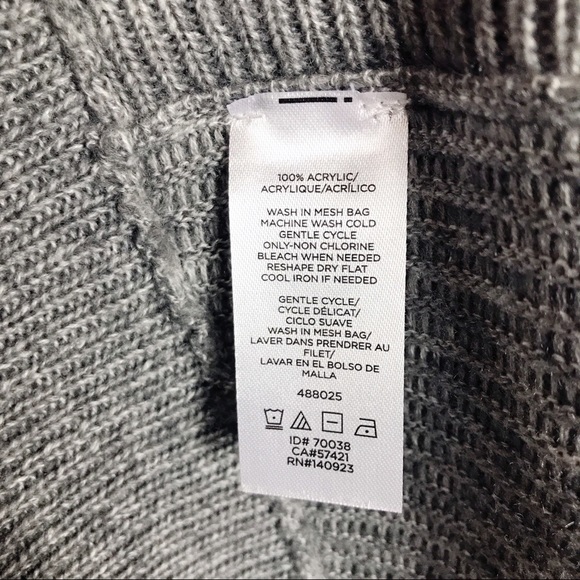 100% ACRYLIC/
ACRYLIQUE/ACRÍLICO
WASH IN MESH BAG
MACHINE WASH COLD
GENTLE CYCLE
ONLY-NON CHLORINE
BLEACH WHEN NEEDED
RESHAPE DRY FLAT
COOL IRON IF NEEDED
GENTLE CYCLE/
CYCLE DÉLICAT/
CICLO SUAVE
WASH IN MESH BAG/
LAVER DANS PRENDRER AU
FILET/
LAVAR EN EL BOLSO DE
MALLA
488025
ID# 70038
CA#57421
RN#140923